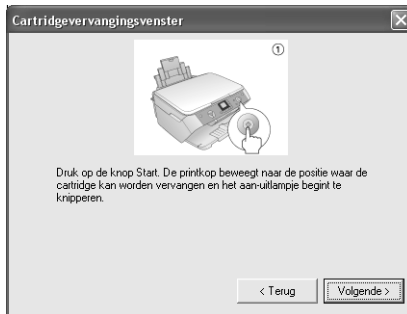 Cartridgevervangingsvenster
1
Druk op de knop Start. De printkop beweegt naar de positie waar de
cartridge kan worden vervangen en het aan-uitlampje begint te
knipperen.
< Terug
Volgende >